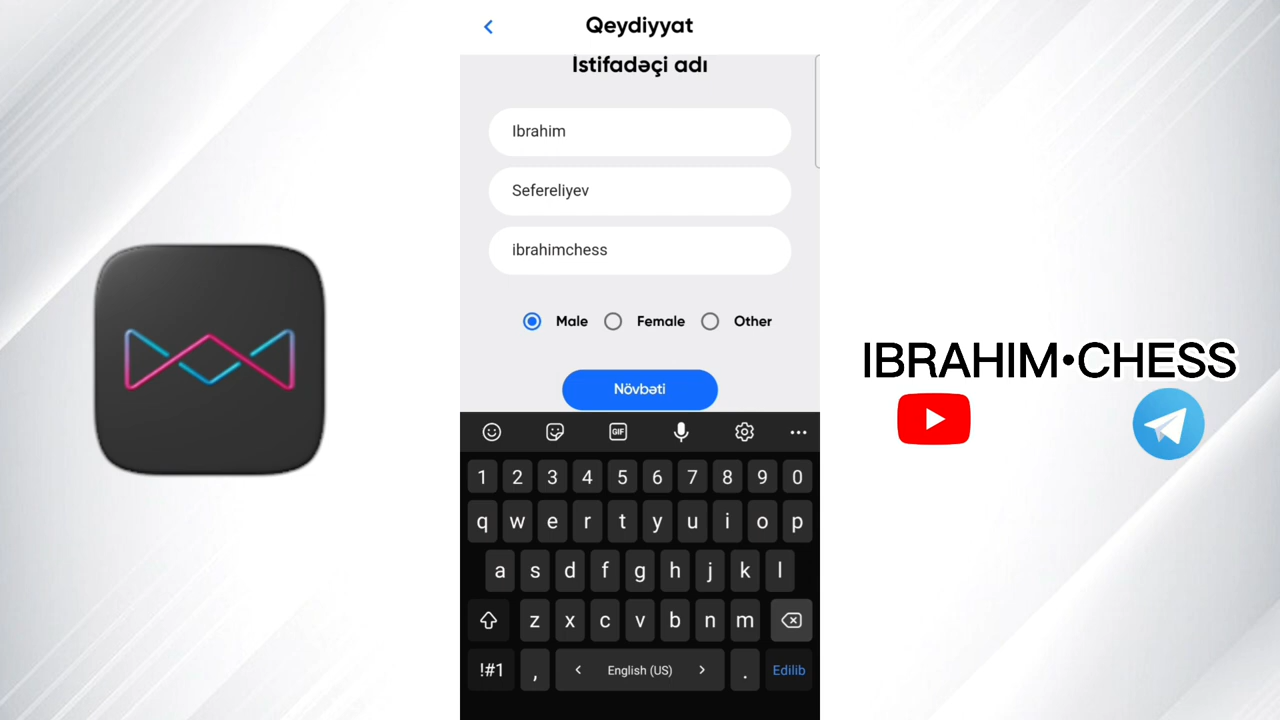 Qeydiyyat
İstifadəçi adı
Ibrahim
Sefereliyev
ibrahimchess
Male Female Other
Növbəti
IBRAHIM•CHESS
GIF
1 2 3 4 5 6 7 8 9 0
q w e r t y u i o p
a s d f g h j k l
z x c v b n m
!#1 , < English (US) > . Edilib